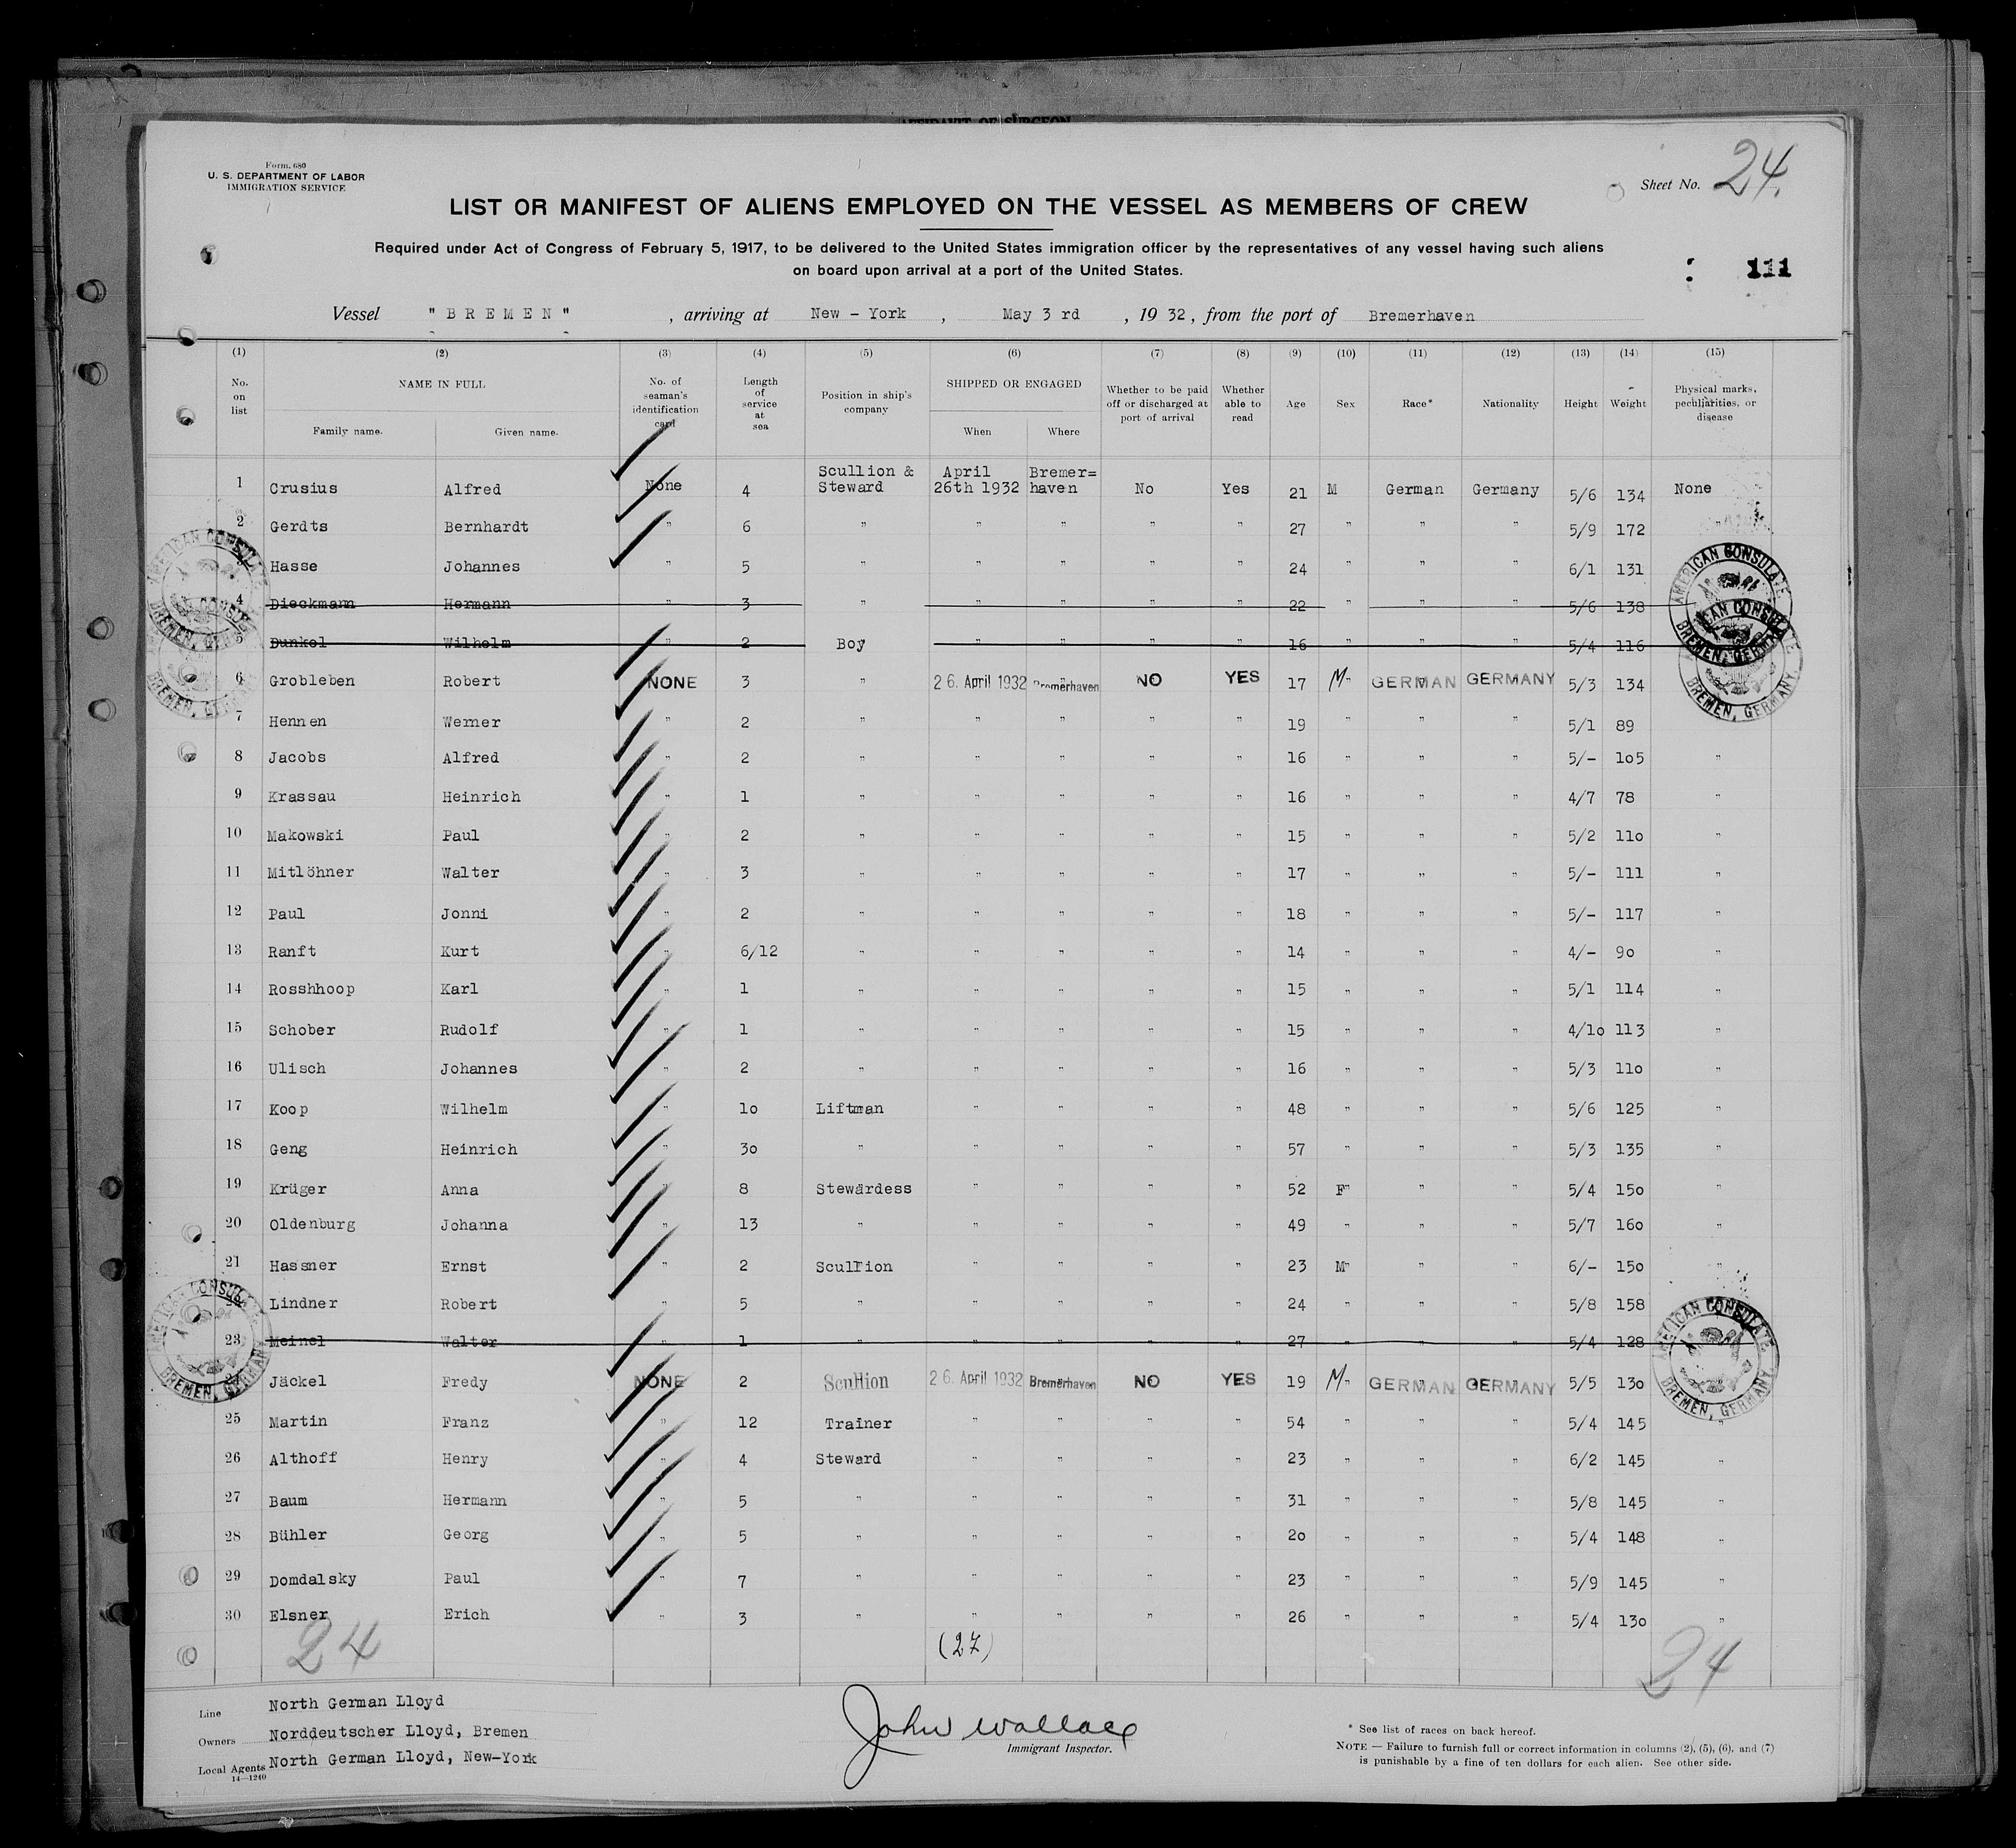 AFFIDAVIT OF SURGEON
Form 680
U. S. DEPARTMENT OF LABOR
IMMIGRATION SERVICE
Sheet No. 24.
LIST OR MANIFEST OF ALIENS EMPLOYED ON THE VESSEL AS MEMBERS OF CREW
Required under Act of Congress of February 5, 1917, to be delivered to the United States immigration officer by the representatives of any vessel having such aliens
on board upon arrival at a port of the United States.
111
Vessel "BREMEN", arriving at New - York, May 3 rd, 1932, from the port of Bremerhaven
(1) (2) (3) (4) (5) (6) (7) (8) (9) (10) (11) (12) (13) (14) (15)
No. on list NAME IN FULL Family name. Given name. No. of seaman's identification card Length of service at sea Position in ship's company SHIPPED OR ENGAGED When Where Whether to be paid off or discharged at port of arrival Whether able to read Age Sex Race* Nationality Height Weight Physical marks, peculiarities, or disease
1 Crusius Alfred None 4 Scullion & Steward April 26th 1932 Bremer= haven No Yes 21 M German Germany 5/6 134 None
2 Gerdts Bernhardt " 6 " " " " " 27 " " " 5/9 172 "
Hasse Johannes " 5 " " " " " 24 " " " 6/1 131
4 Dieckmann Hermann " 3 " " " " " 22 " " " 5/6 138
5 Dunkel Wilhelm 2 Boy " " " " 16 " " " 5/4 116
6 Grobleben Robert NONE 3 " 26. April 1932 Bremerhaven NO YES 17 M" GERMAN GERMANY 5/3 134
7 Hennen Werner " 2 " " " " " 19 " " " 5/1 89
8 Jacobs Alfred " 2 " " " " " 16 " " " 5/- 105 "
9 Krassau Heinrich " 1 " " " " " 16 " " " 4/7 78 "
10 Makowski Paul " 2 " " " " " 15 " " " 5/2 110 "
11 Mitlöhner Walter " 3 " " " " " 17 " " " 5/- 111 "
12 Paul Jonni " 2 " " " " " 18 " " " 5/- 117 "
13 Ranft Kurt " 6/12 " " " " " 14 " " " 4/- 90 "
14 Rosshhoop Karl " 1 " " " " " 15 " " " 5/1 114 "
15 Schober Rudolf " 1 " " " " " 15 " " " 4/10 113 "
16 Ulisch Johannes " 2 " " " " " 16 " " " 5/3 110 "
17 Koop Wilhelm " 10 Liftman " " " " 48 " " " 5/6 125 "
18 Geng Heinrich " 30 " " " " " 57 " " " 5/3 135 "
19 Krüger Anna " 8 Stewardess " " " " 52 F" " " 5/4 150 "
20 Oldenburg Johanna " 13 " " " " " 49 " " " 5/7 160 "
21 Hassner Ernst " 2 Scullion " " " " 23 M" " " 6/- 150 "
Lindner Robert " 5 " " " " " 24 " " " 5/8 158
23 Meinel Walter " 1 " " " " " 27 " " " 5/4 128
Jäckel Fredy NONE 2 Scullion 26. April 1932 Bremerhaven NO YES 19 M" GERMAN GERMANY 5/5 130
25 Martin Franz " 12 Trainer " " " " 54 " " " 5/4 145 "
26 Althoff Henry " 4 Steward " " " " 23 " " " 6/2 145 "
27 Baum Hermann " 5 " " " " " 31 " " " 5/8 145 "
28 Bühler Georg " 5 " " " " " 20 " " " 5/4 148 "
29 Domdalsky Paul " 7 " " " " " 23 " " " 5/9 145 "
30 Elsner Erich " 3 " " " " " 26 " " " 5/4 130 "
AMERICAN CONSULATE BREMEN, GERMANY
AMERICAN CONSULATE BREMEN, GERMANY
AMERICAN CONSULATE BREMEN, GERMANY
AMERICAN CONSULATE BREMEN, GERMANY
24 (27) 24
Line North German Lloyd
Owners Norddeutscher Lloyd, Bremen
Local Agents North German Lloyd, New-York
14—1240
John Wallace
Immigrant Inspector.
* See list of races on back hereof.
NOTE — Failure to furnish full or correct information in columns (2), (5), (6), and (7)
is punishable by a fine of ten dollars for each alien. See other side.